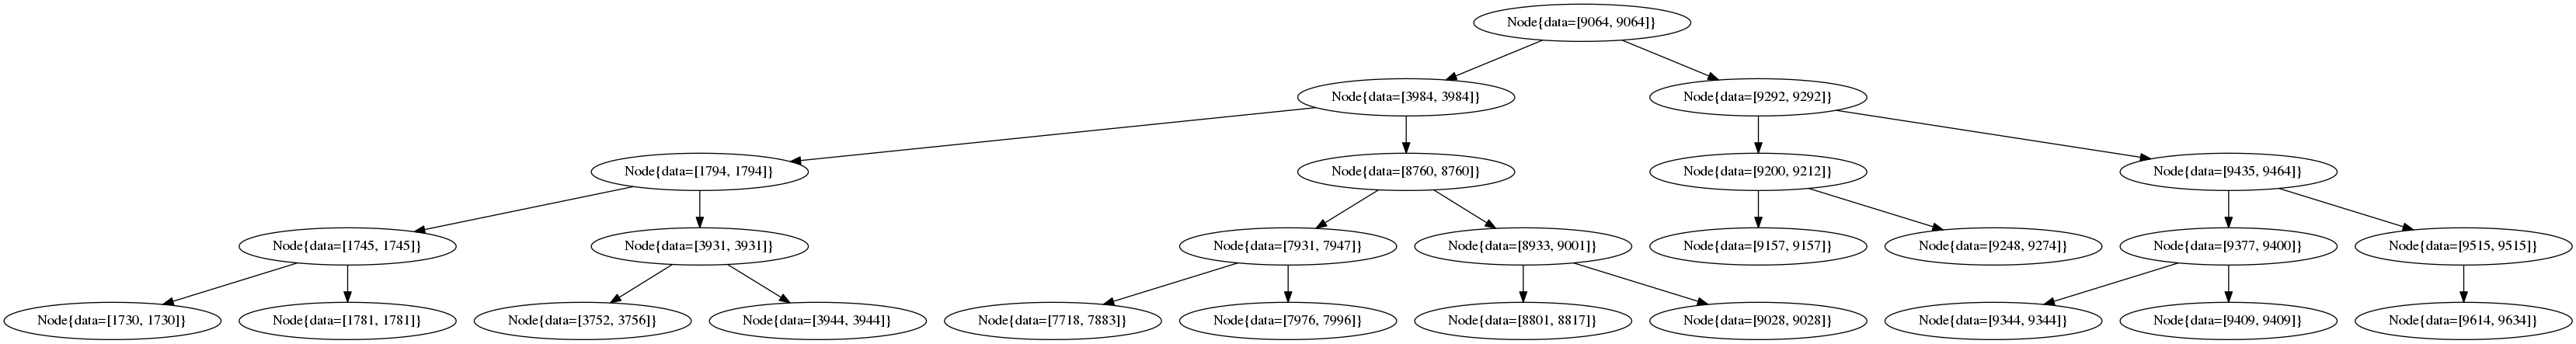 Node{data=[9064, 9064]}
Node{data=[3984, 3984]}
Node{data=[9292, 9292]}
Node{data=[1794, 1794]}
Node{data=[8760, 8760]}
Node{data=[9200, 9212]}
Node{data=[9435, 9464]}
Node{data=[1745, 1745]}
Node{data=[3931, 3931]}
Node{data=[7931, 7947]}
Node{data=[8933, 9001]}
Node{data=[9157, 9157]}
Node{data=[9248, 9274]}
Node{data=[9377, 9400]}
Node{data=[9515, 9515]}
Node{data=[1730, 1730]}
Node{data=[1781, 1781]}
Node{data=[3752, 3756]}
Node{data=[3944, 3944]}
Node{data=[7718, 7883]}
Node{data=[7976, 7996]}
Node{data=[8801, 8817]}
Node{data=[9028, 9028]}
Node{data=[9344, 9344]}
Node{data=[9409, 9409]}
Node{data=[9614, 9634]}